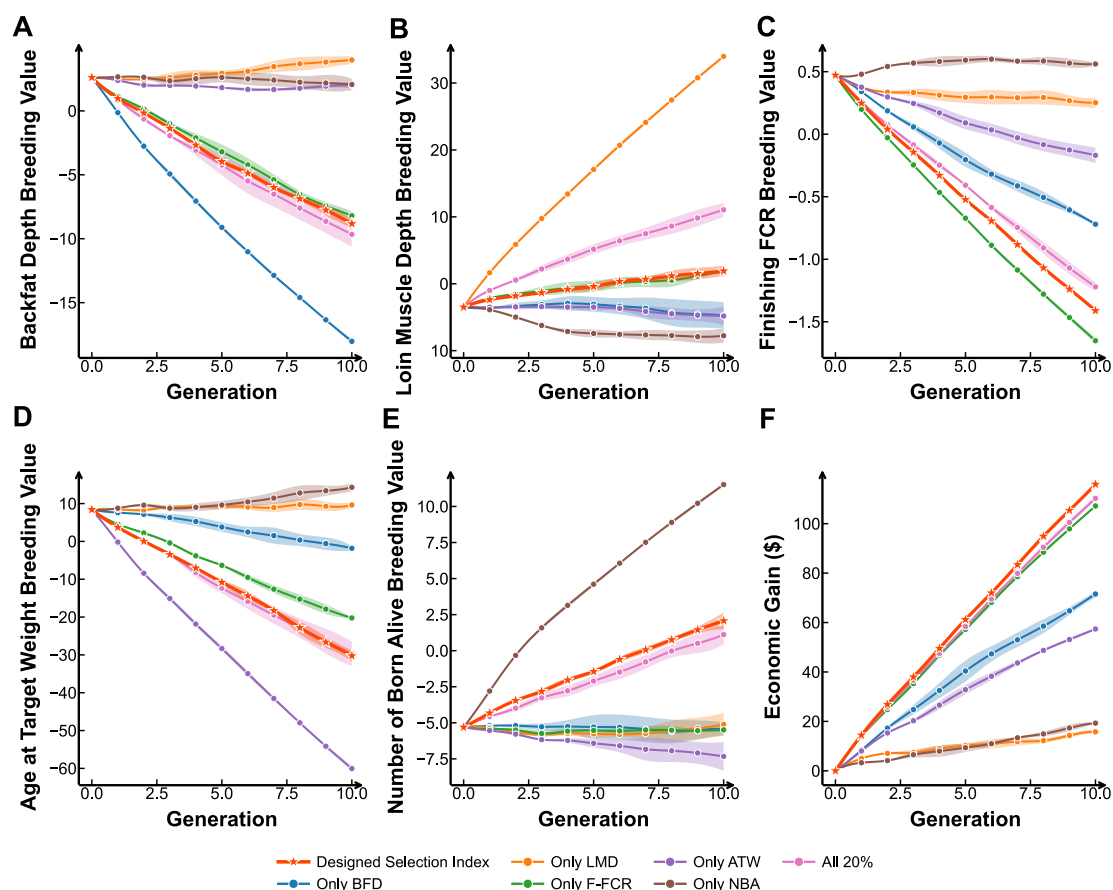 A
Backfat Depth Breeding Value
0
−5
−10
−15
0.0 2.5 5.0 7.5 10.0
Generation
B
Loin Muscle Depth Breeding Value
30
20
10
0
10
0.0 2.5 5.0 7.5 10.0
Generation
C
Finishing FCR Breeding Value
0.5
0.0
−0.5
−1.0
−1.5
0.0 2.5 5.0 7.5 10.0
Generation
D
Age at Target Weight Breeding Value
10
0
−10
−20
−30
−40
−50
−60
0.0 2.5 5.0 7.5 10.0
Generation
E
Number of Born Alive Breeding Value
10.0
7.5
5.0
2.5
0.0
−2.5
−5.0
−7.5
0.0 2.5 5.0 7.5 10.0
Generation
F
Economic Gain ($)
100
80
60
40
20
0
0.0 2.5 5.0 7.5 10.0
Generation
Designed Selection Index Only LMD Only ATW All 20%
Only BFD Only F-FCR Only NBA